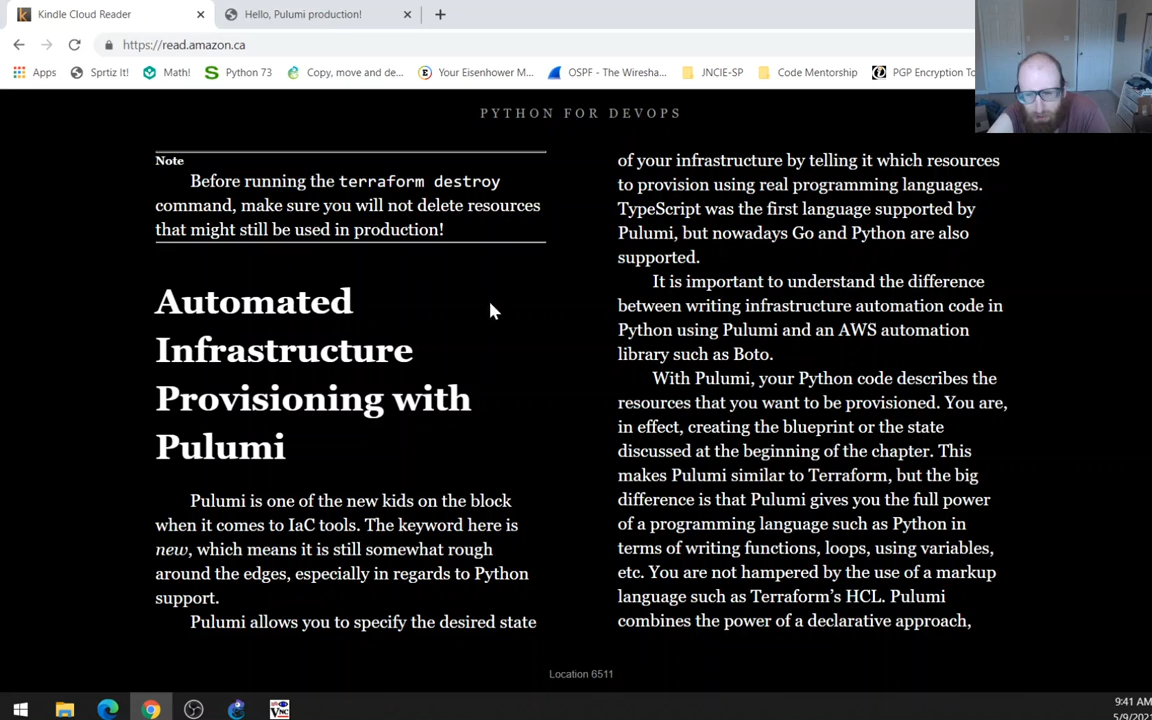 Kindle Cloud Reader
Hello, Pulumi production!
https://read.amazon.ca
Apps
Sprtiz It!
Math!
Python 73
Copy, move and de...
Your Eisenhower M...
OSPF - The Wiresha...
JNCIE-SP
Code Mentorship
PGP Encryption To
PYTHON FOR DEVOPS
Note
Before running the terraform destroy
command, make sure you will not delete resources
that might still be used in production!
Automated
Infrastructure
Provisioning with
Pulumi
Pulumi is one of the new kids on the block
when it comes to IaC tools. The keyword here is
new, which means it is still somewhat rough
around the edges, especially in regards to Python
support.
Pulumi allows you to specify the desired state
of your infrastructure by telling it which resources
to provision using real programming languages.
TypeScript was the first language supported by
Pulumi, but nowadays Go and Python are also
supported.
It is important to understand the difference
between writing infrastructure automation code in
Python using Pulumi and an AWS automation
library such as Boto.
With Pulumi, your Python code describes the
resources that you want to be provisioned. You are,
in effect, creating the blueprint or the state
discussed at the beginning of the chapter. This
makes Pulumi similar to Terraform, but the big
difference is that Pulumi gives you the full power
of a programming language such as Python in
terms of writing functions, loops, using variables,
etc. You are not hampered by the use of a markup
language such as Terraform's HCL. Pulumi
combines the power of a declarative approach,
Location 6511
VNC
9:41 AM
5/9/202